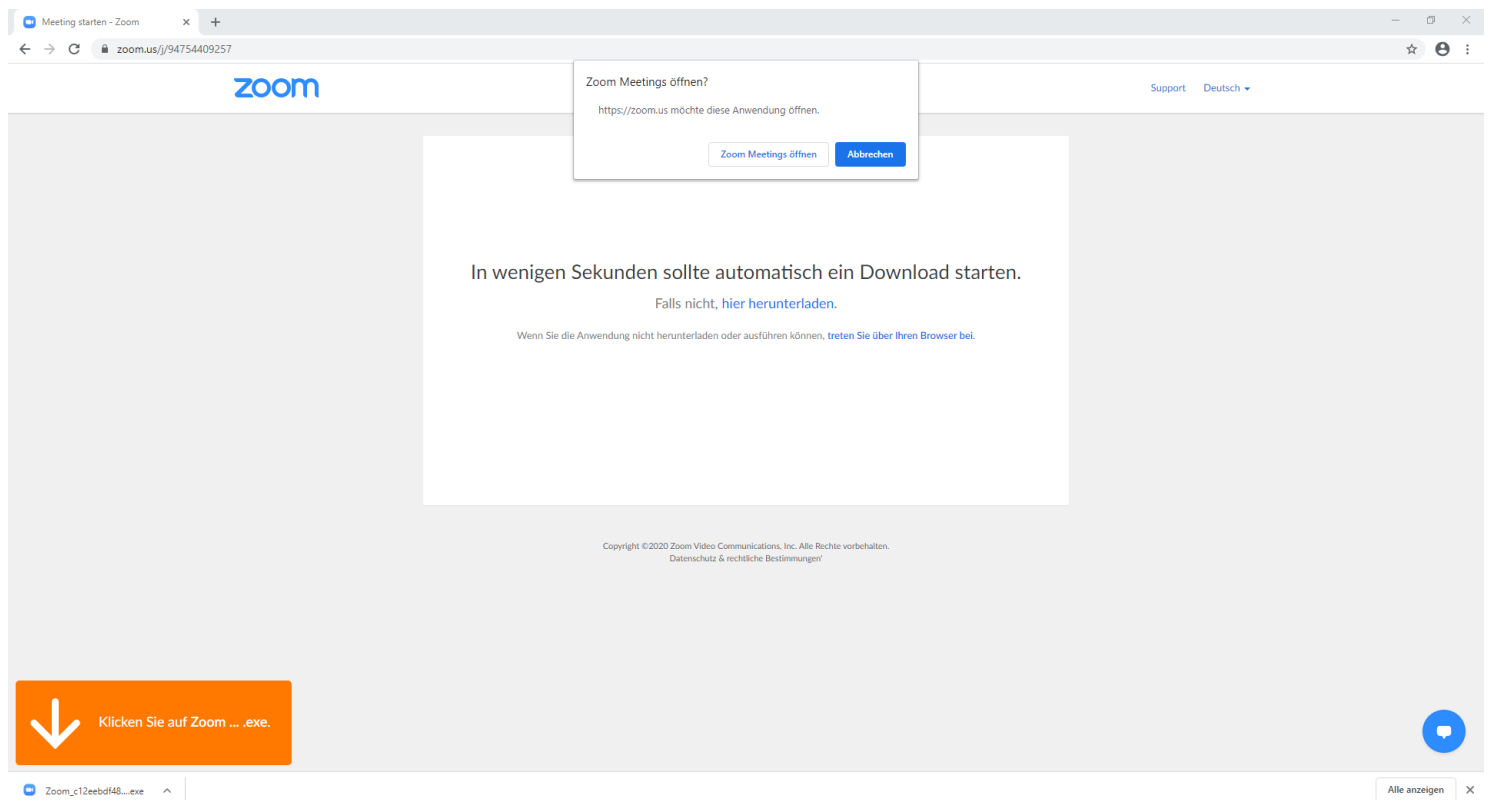 Meeting starten - Zoom
zoom.us/j/94754409257
zoom
Support Deutsch
Zoom Meetings öffnen?
https://zoom.us möchte diese Anwendung öffnen.
Zoom Meetings öffnen Abbrechen
In wenigen Sekunden sollte automatisch ein Download starten.
Falls nicht, hier herunterladen.
Wenn Sie die Anwendung nicht herunterladen oder ausführen können, treten Sie über Ihren Browser bei.
Copyright ©2020 Zoom Video Communications, Inc. Alle Rechte vorbehalten.
Datenschutz & rechtliche Bestimmungen'
Klicken Sie auf Zoom ... .exe.
Zoom_c12eebdf48....exe
Alle anzeigen